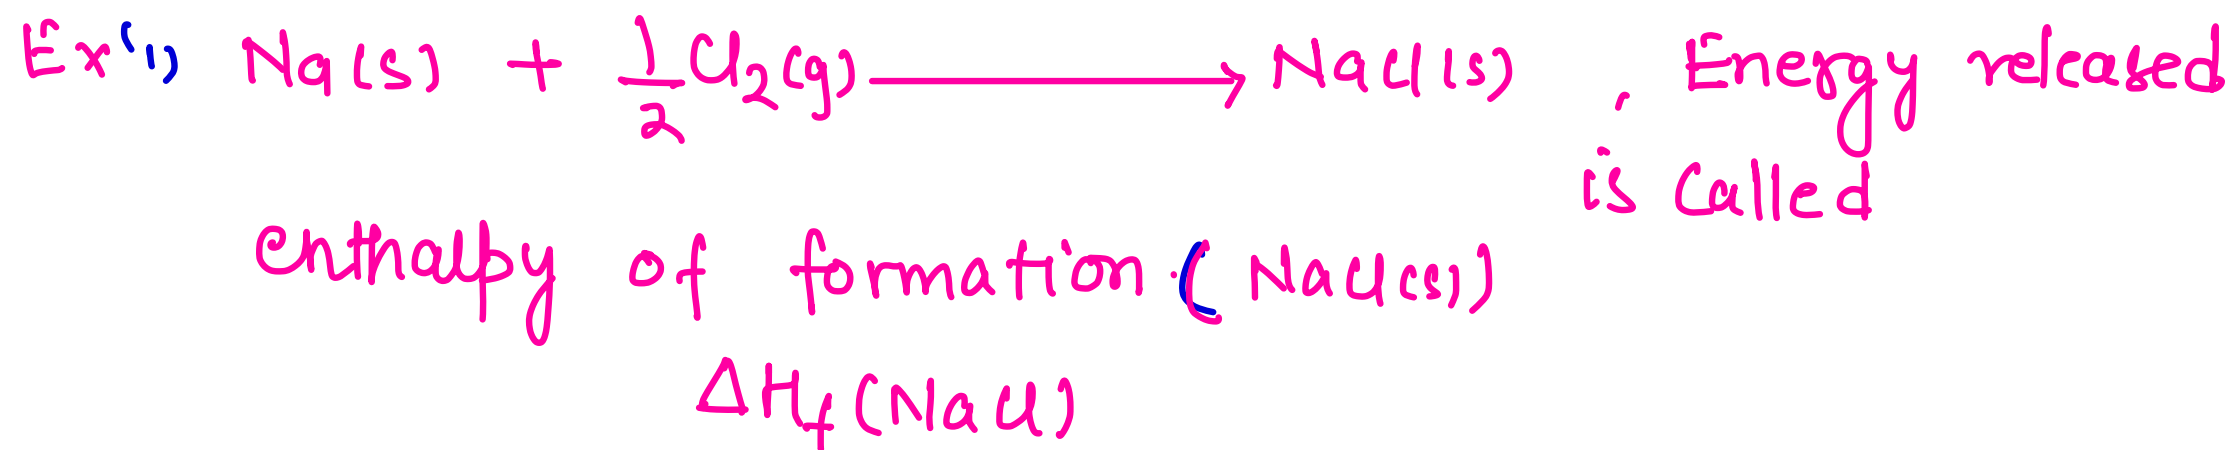 Ex(1) Na(s) + 1/2 Cl2(g) ⟶ NaCl(s) , Energy released
is called
enthalpy of formation (NaCl(s))
ΔHf (NaCl)